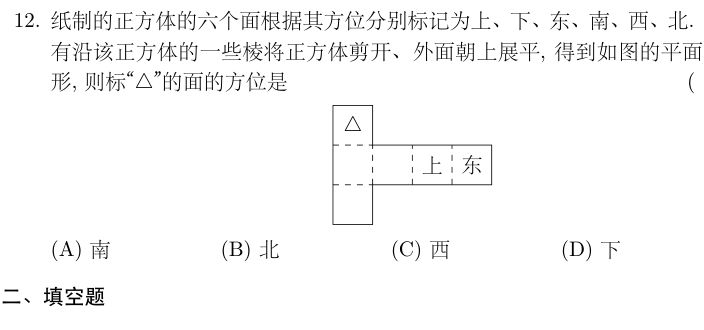 12. 纸制的正方体的六个面根据其方位分别标记为上、下、东、南、西、北.
有沿该正方体的一些棱将正方体剪开、外面朝上展平, 得到如图的平面
形, 则标“△”的面的方位是 (
△
上 东
(A) 南 (B) 北 (C) 西 (D) 下
二、填空题